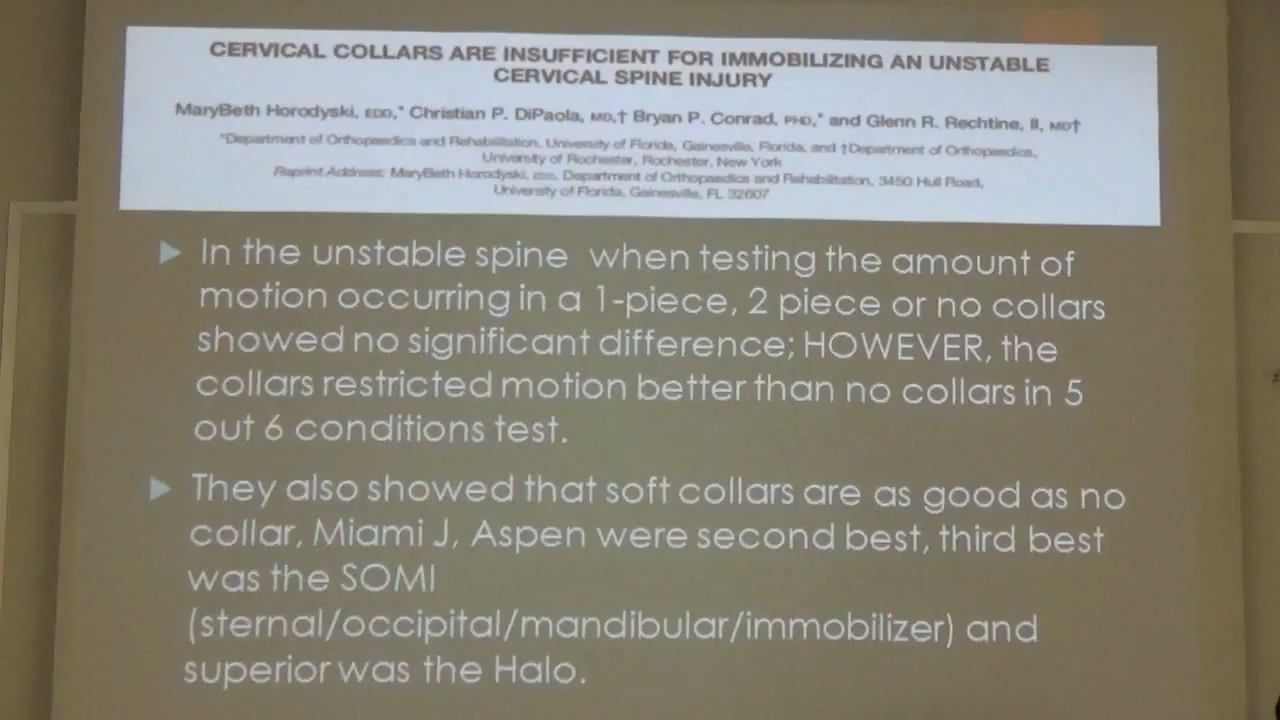 CERVICAL COLLARS ARE INSUFFICIENT FOR IMMOBILIZING AN UNSTABLE
CERVICAL SPINE INJURY
MaryBeth Horodyski, EDD,* Christian P. DiPaola, MD,† Bryan P. Conrad, PHD,* and Glenn R. Rechtine, II, MD†
*Department of Orthopaedics and Rehabilitation, University of Florida, Gainesville, Florida, and †Department of Orthopaedics,
University of Rochester, Rochester, New York
Reprint Address: MaryBeth Horodyski, EDD, Department of Orthopaedics and Rehabilitation, 3450 Hull Road,
University of Florida, Gainesville, FL 32607
In the unstable spine when testing the amount of
motion occurring in a 1-piece, 2 piece or no collars
showed no significant difference; HOWEVER, the
collars restricted motion better than no collars in 5
out 6 conditions test.
They also showed that soft collars are as good as no
collar, Miami J, Aspen were second best, third best
was the SOMI
(sternal/occipital/mandibular/immobilizer) and
superior was the Halo.